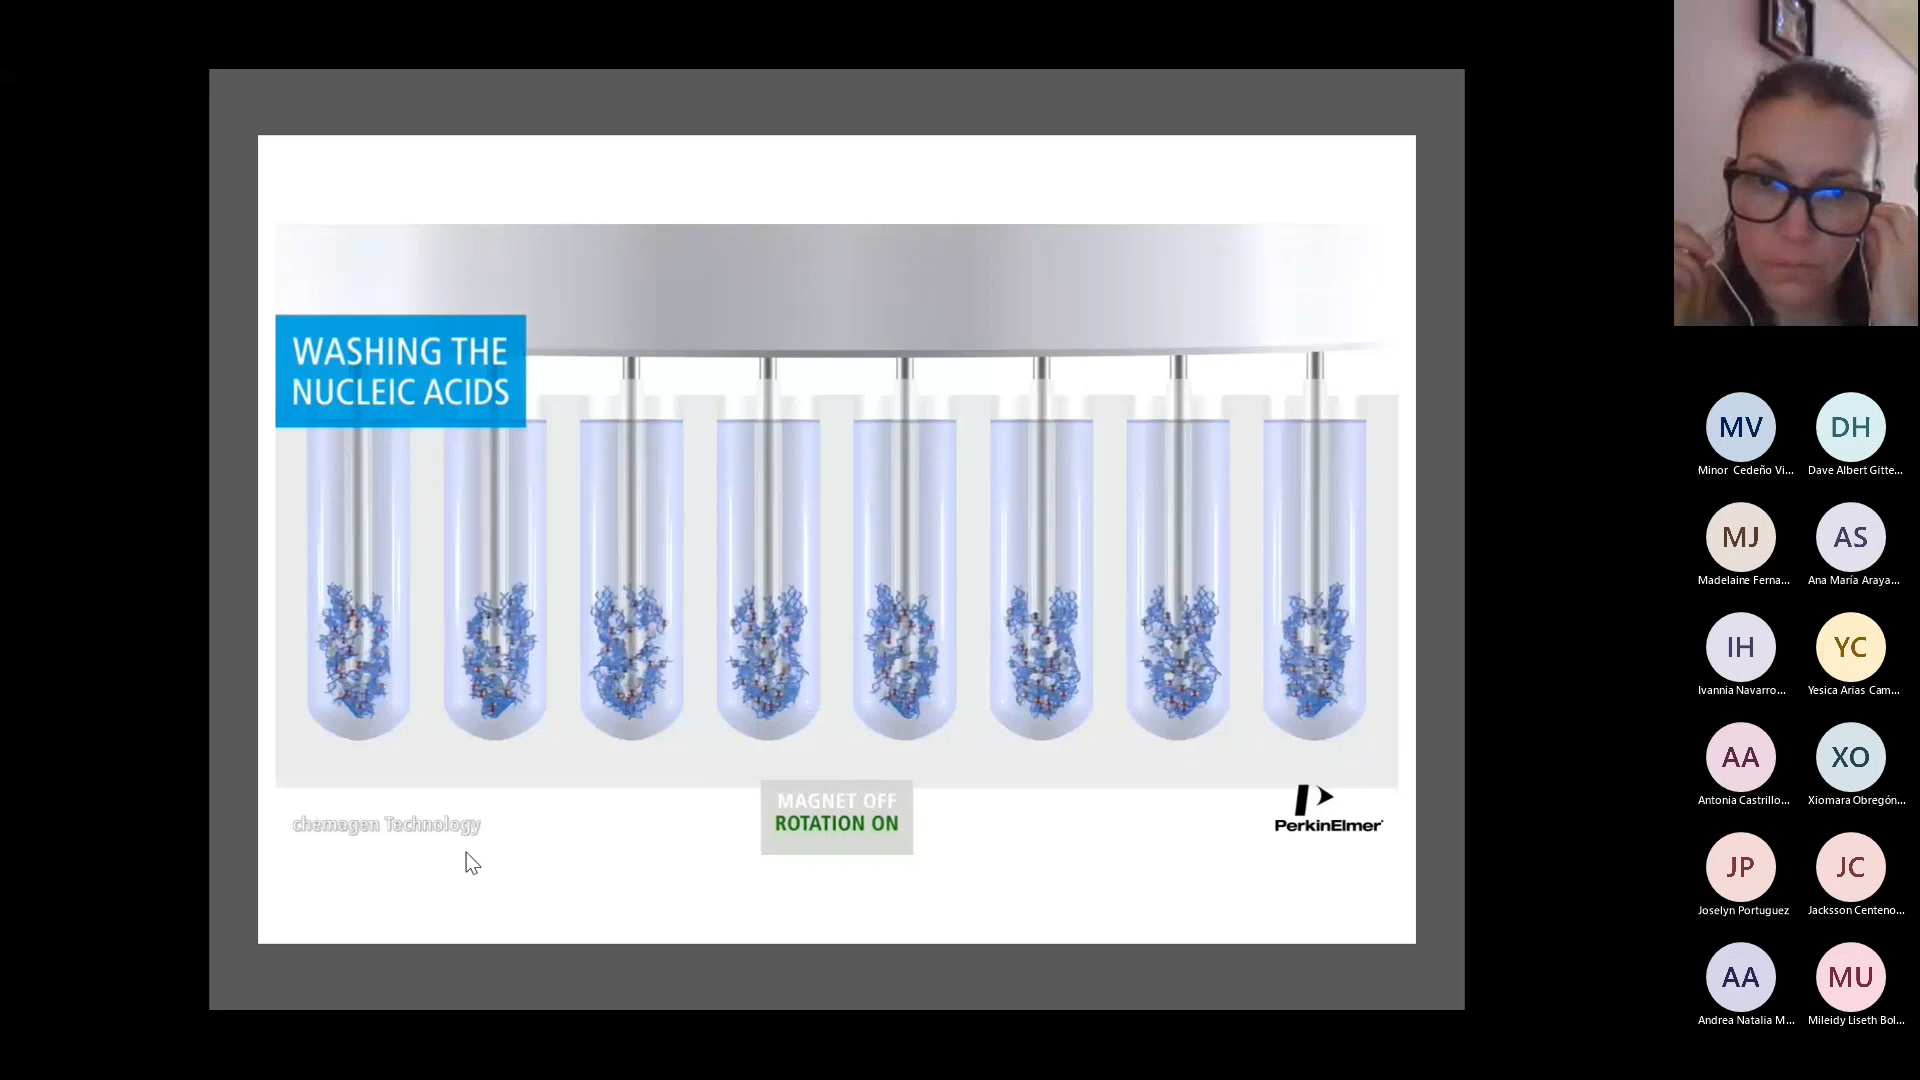 WASHING THE
NUCLEIC ACIDS
chemagen Technology
MAGNET OFF
ROTATION ON
PerkinElmer
MV
DH
Minor Cedeño Vi...
Dave Albert Gitte...
MJ
AS
Madelaine Ferna...
Ana María Araya...
IH
YC
Ivannia Navarro...
Yesica Arias Cam...
AA
XO
Antonia Castrillo...
Xiomara Obregón...
JP
JC
Joselyn Portuguez
Jacksson Centeno...
AA
MU
Andrea Natalia M...
Mileidy Liseth Bol...